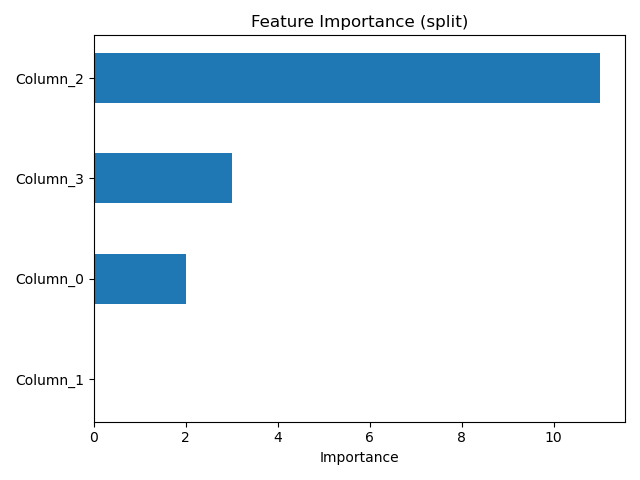 Feature Importance (split)
Column_2
Column_3
Column_0
Column_1
0 2 4 6 8 10
Importance